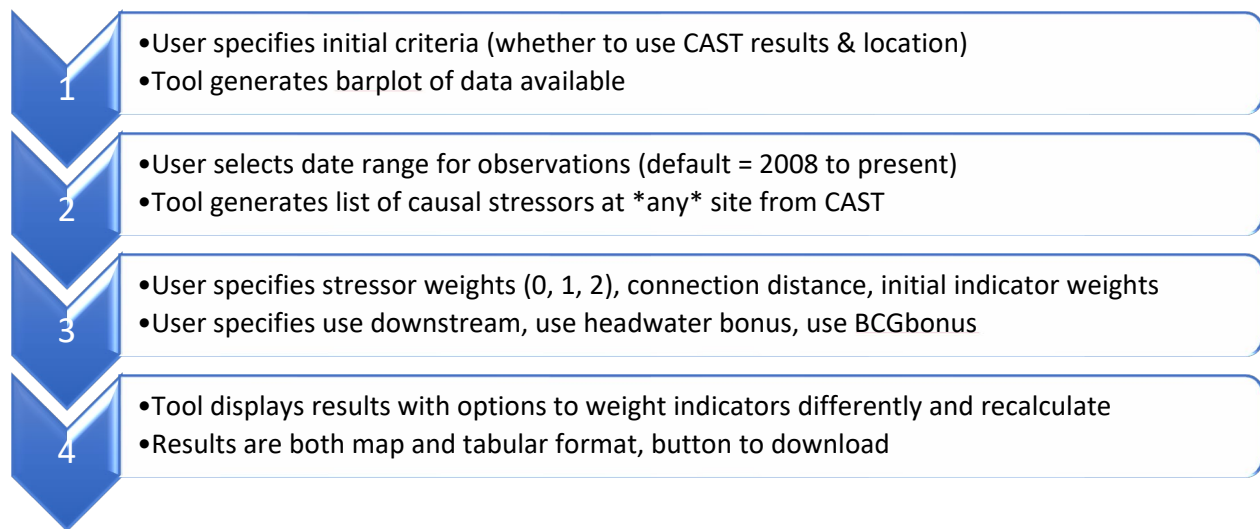 1
•User specifies initial criteria (whether to use CAST results & location)
•Tool generates barplot of data available
2
•User selects date range for observations (default = 2008 to present)
•Tool generates list of causal stressors at *any* site from CAST
3
•User specifies stressor weights (0, 1, 2), connection distance, initial indicator weights
•User specifies use downstream, use headwater bonus, use BCGbonus
4
•Tool displays results with options to weight indicators differently and recalculate
•Results are both map and tabular format, button to download